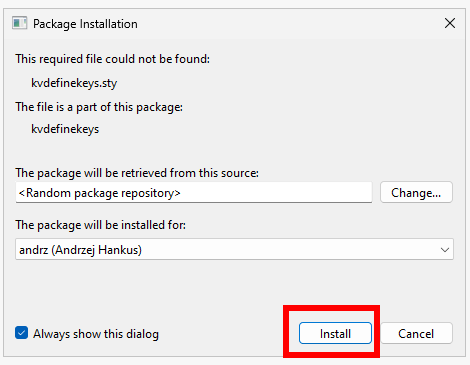 Package Installation
This required file could not be found:
kvdefinekeys.sty
The file is a part of this package:
kvdefinekeys
The package will be retrieved from this source:
<Random package repository>
Change...
The package will be installed for:
andrz (Andrzej Hankus)
Always show this dialog
Install
Cancel